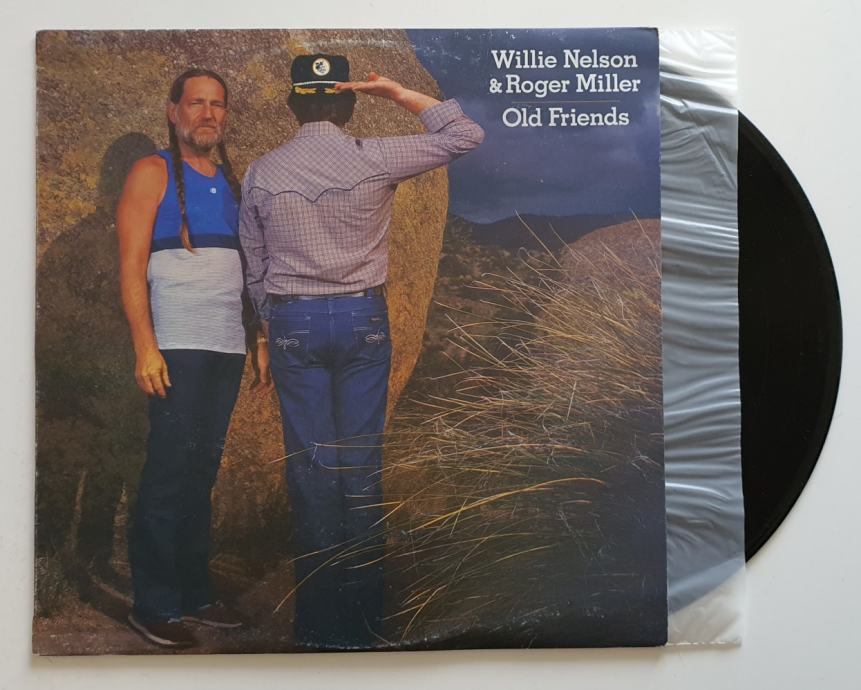 Willie Nelson
& Roger Miller
Old Friends